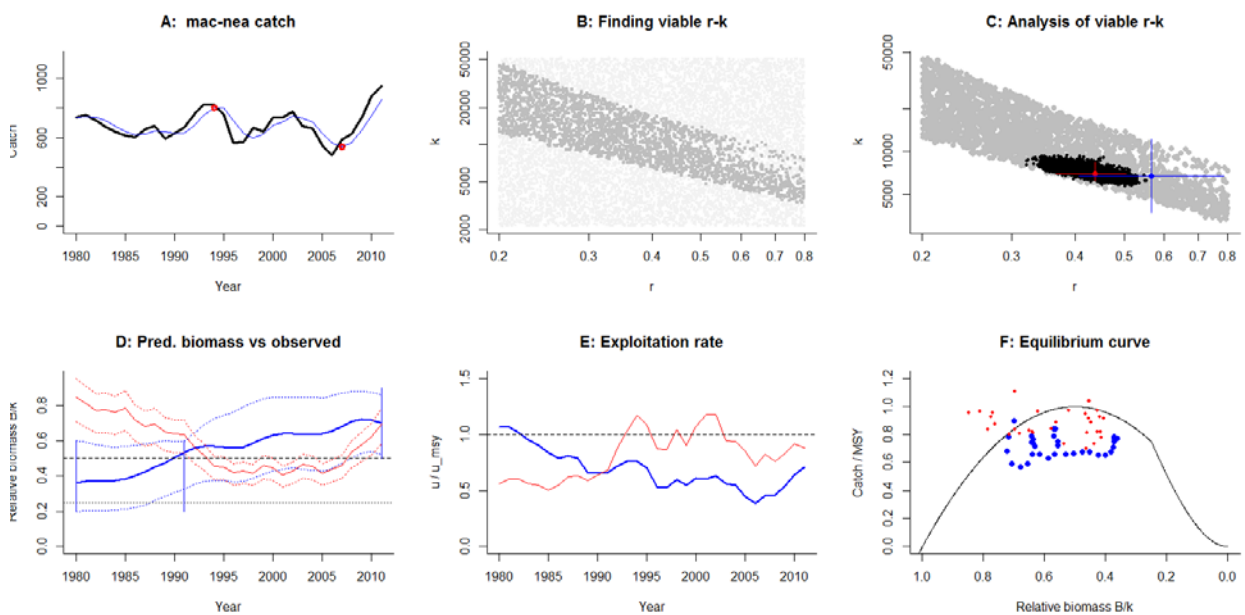 A: mac-nea catch
B: Finding viable r-k
C: Analysis of viable r-k
Catch
0 200 600 1000
1980 1985 1990 1995 2000 2005 2010
Year
k
2000 5000 20000 50000
0.2 0.3 0.4 0.5 0.6 0.7 0.8
r
k
5000 10000 50000
0.2 0.3 0.4 0.5 0.6 0.7 0.8
r
D: Pred. biomass vs observed
E: Exploitation rate
F: Equilibrium curve
Relative biomass B/k
0.0 0.2 0.4 0.6 0.8
1980 1985 1990 1995 2000 2005 2010
Year
u / u_msy
0.0 0.5 1.0 1.5
1980 1985 1990 1995 2000 2005 2010
Year
Catch / MSY
0.0 0.2 0.4 0.6 0.8 1.0 1.2
1.0 0.8 0.6 0.4 0.2 0.0
Relative biomass B/k